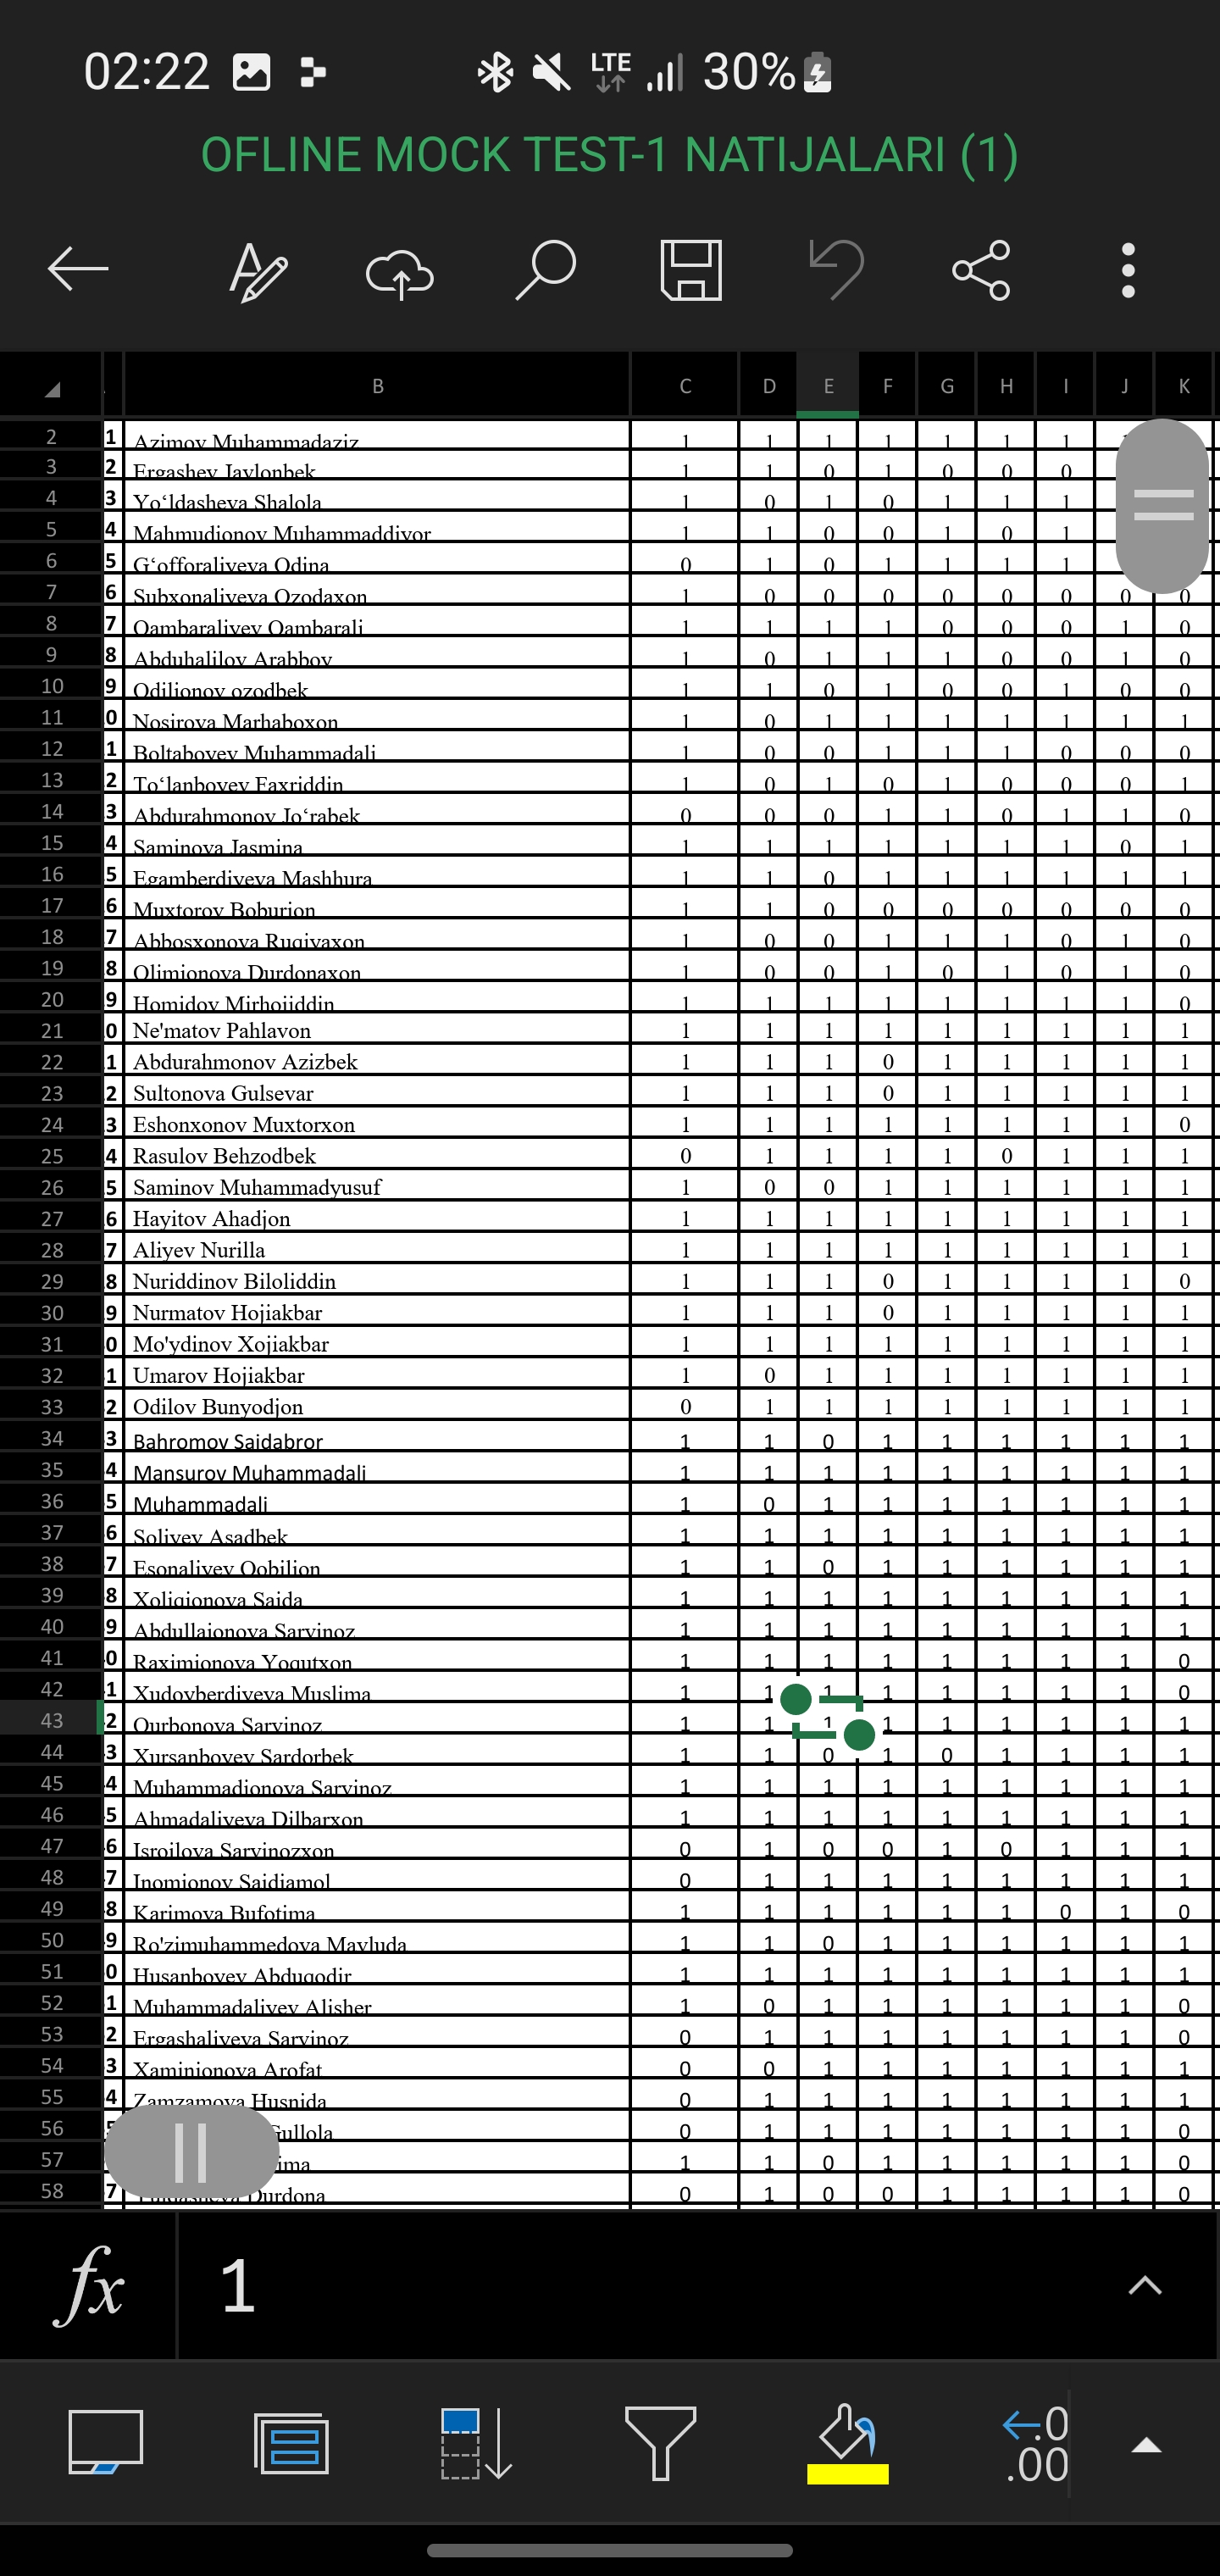 02:22 LTE 30%
OFLINE MOCK TEST-1 NATIJALARI (1)
B C D E F G H I J K
2 1 Azimov Muhammadaziz 1 1 1 1 1 1 1
3 2 Ergashev Javlonbek 1 1 0 1 0 0 0
4 3 Yo‘ldasheva Shalola 1 0 1 0 1 1 1
5 4 Mahmudjonov Muhammaddiyor 1 1 0 0 1 0 1
6 5 G‘offoraliyeva Odina 0 1 0 1 1 1 1
7 6 Subxonaliyeva Ozodaxon 1 0 0 0 0 0 0 0 0
8 7 Qambaraliyev Qambarali 1 1 1 1 0 0 0 1 0
9 8 Abduhalilov Arabboy 1 0 1 1 1 0 0 1 0
10 9 Odiljonov ozodbek 1 1 0 1 0 0 1 0 0
11 0 Nosirova Marhaboxon 1 0 1 1 1 1 1 1 1
12 1 Boltaboyev Muhammadali 1 0 0 1 1 1 0 0 0
13 2 To‘lanboyev Faxriddin 1 0 1 0 1 0 0 0 1
14 3 Abdurahmonov Jo‘rabek 0 0 0 1 1 0 1 1 0
15 4 Saminova Jasmina 1 1 1 1 1 1 1 0 1
16 5 Egamberdiyeva Mashhura 1 1 0 1 1 1 1 1 1
17 6 Muxtorov Boburjon 1 1 0 0 0 0 0 0 0
18 7 Abbosxonova Ruqiyaxon 1 0 0 1 1 1 0 1 0
19 8 Olimjonova Durdonaxon 1 0 0 1 0 1 0 1 0
20 9 Homidov Mirhojiddin 1 1 1 1 1 1 1 1 0
21 0 Ne'matov Pahlavon 1 1 1 1 1 1 1 1 1
22 1 Abdurahmonov Azizbek 1 1 1 0 1 1 1 1 1
23 2 Sultonova Gulsevar 1 1 1 0 1 1 1 1 1
24 3 Eshonxonov Muxtorxon 1 1 1 1 1 1 1 1 0
25 4 Rasulov Behzodbek 0 1 1 1 1 0 1 1 1
26 5 Saminov Muhammadyusuf 1 0 0 1 1 1 1 1 1
27 6 Hayitov Ahadjon 1 1 1 1 1 1 1 1 1
28 7 Aliyev Nurilla 1 1 1 1 1 1 1 1 1
29 8 Nuriddinov Biloliddin 1 1 1 0 1 1 1 1 0
30 9 Nurmatov Hojiakbar 1 1 1 0 1 1 1 1 1
31 0 Mo'ydinov Xojiakbar 1 1 1 1 1 1 1 1 1
32 1 Umarov Hojiakbar 1 0 1 1 1 1 1 1 1
33 2 Odilov Bunyodjon 0 1 1 1 1 1 1 1 1
34 3 Bahromov Saidabror 1 1 0 1 1 1 1 1 1
35 4 Mansurov Muhammadali 1 1 1 1 1 1 1 1 1
36 5 Muhammadali 1 0 1 1 1 1 1 1 1
37 6 Soliyev Asadbek 1 1 1 1 1 1 1 1 1
38 7 Esonaliyev Qobiljon 1 1 0 1 1 1 1 1 1
39 8 Xoliqjonova Saida 1 1 1 1 1 1 1 1 1
40 9 Abdullajonova Sarvinoz 1 1 1 1 1 1 1 1 1
41 0 Raximjonova Yoqutxon 1 1 1 1 1 1 1 1 0
42 1 Xudoyberdiyeva Muslima 1 1 1 1 1 1 1 1 0
43 2 Qurbonova Sarvinoz 1 1 1 1 1 1 1 1 1
44 3 Xursanboyev Sardorbek 1 1 0 1 0 1 1 1 1
45 4 Muhammadjonova Sarvinoz 1 1 1 1 1 1 1 1 1
46 5 Ahmadaliyeva Dilbarxon 1 1 1 1 1 1 1 1 1
47 6 Isroilova Sarvinozxon 0 1 0 0 1 0 1 1 1
48 7 Inomjonov Saidjamol 0 1 1 1 1 1 1 1 1
49 8 Karimova Bufotima 1 1 1 1 1 1 0 1 0
50 9 Ro'zimuhammedova Mavluda 1 1 0 1 1 1 1 1 1
51 0 Husanboyev Abduqodir 1 1 1 1 1 1 1 1 1
52 1 Muhammadaliyev Alisher 1 0 1 1 1 1 1 1 0
53 2 Ergashaliyeva Sarvinoz 0 1 1 1 1 1 1 1 0
54 3 Xaminjonova Arofat 0 0 1 1 1 1 1 1 1
55 4 Zamzamova Husnida 0 1 1 1 1 1 1 1 1
56 Gullola 0 1 1 1 1 1 1 1 0
57 1 1 0 1 1 1 1 1 0
58 7 Durdona 0 1 0 0 1 1 1 1 0
fx 1
←.0
.00